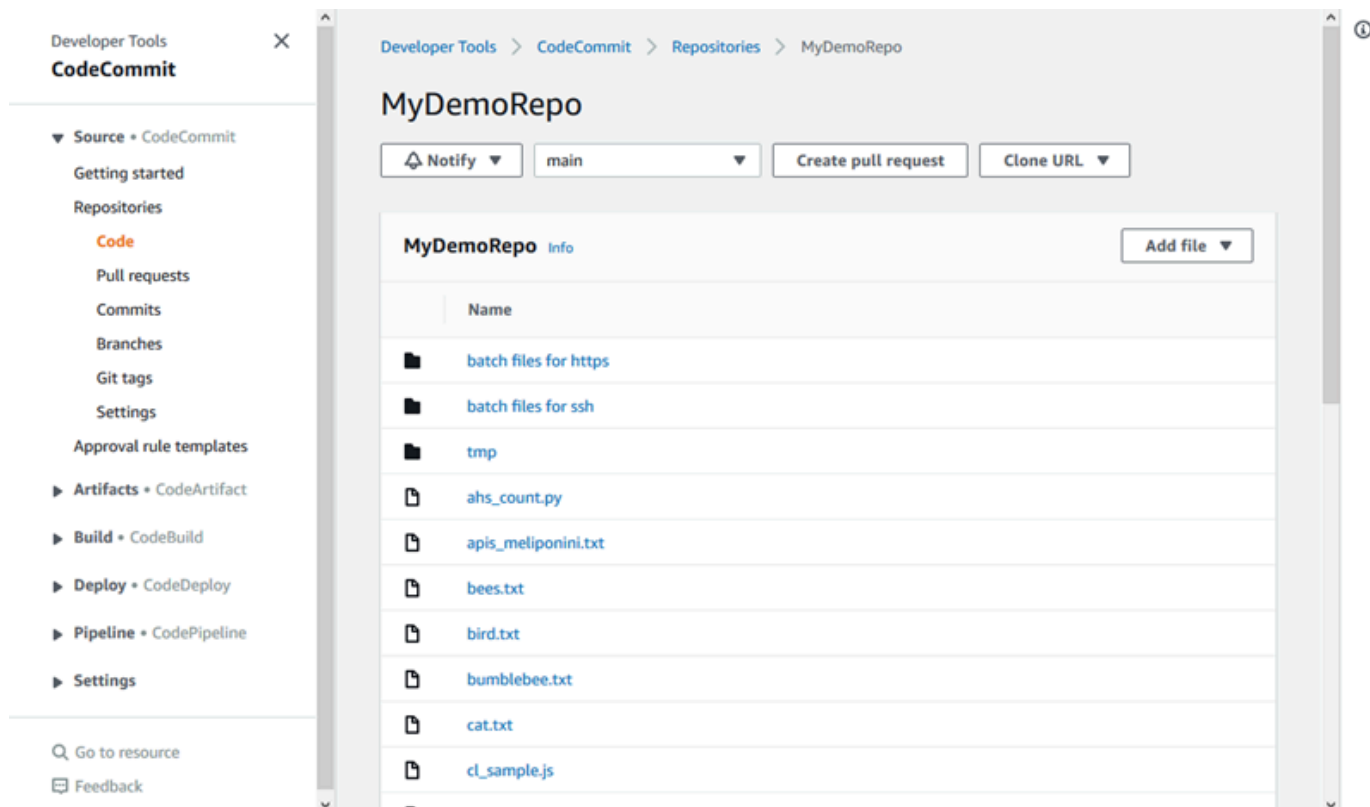 Developer Tools
CodeCommit
Source • CodeCommit
Getting started
Repositories
Code
Pull requests
Commits
Branches
Git tags
Settings
Approval rule templates
Artifacts • CodeArtifact
Build • CodeBuild
Deploy • CodeDeploy
Pipeline • CodePipeline
Settings
Go to resource
Feedback
Developer Tools > CodeCommit > Repositories > MyDemoRepo
MyDemoRepo
Notify main Create pull request Clone URL
MyDemoRepo Info Add file
Name
batch files for https
batch files for ssh
tmp
ahs_count.py
apis_meliponini.txt
bees.txt
bird.txt
bumblebee.txt
cat.txt
cl_sample.js